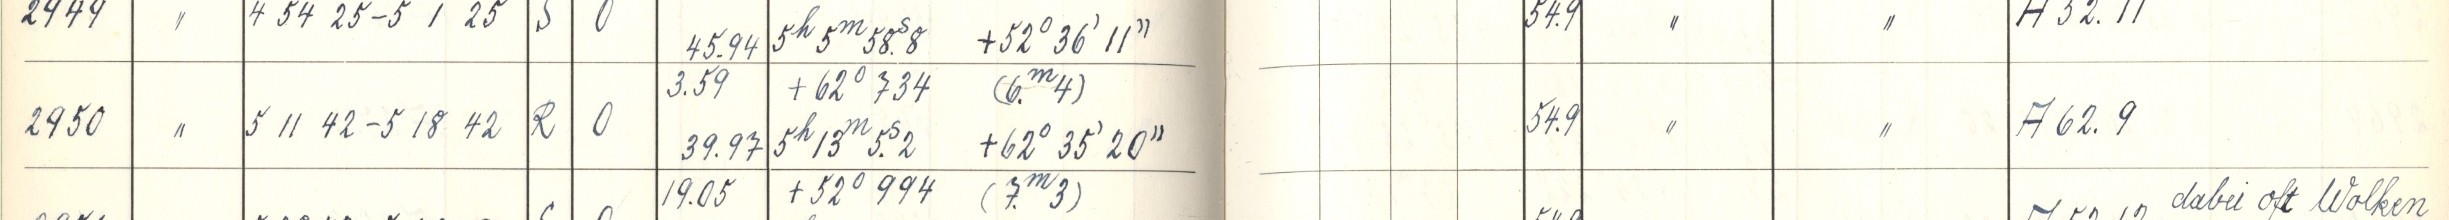 2949 " 4 54 25-5 1 25 S 0 54.9 " " A 52. 11
45.94 5h 5m 58.s8 +52° 36' 11"
3.59 +62° 734 (6.m4)
2950 " 5 11 42-5 18 42 R 0 54.9 " " A 62. 9
39.97 5h 13m 5.s2 +62° 35' 20"
19.05 +52° 994 (7.m3) dabei oft Wolken